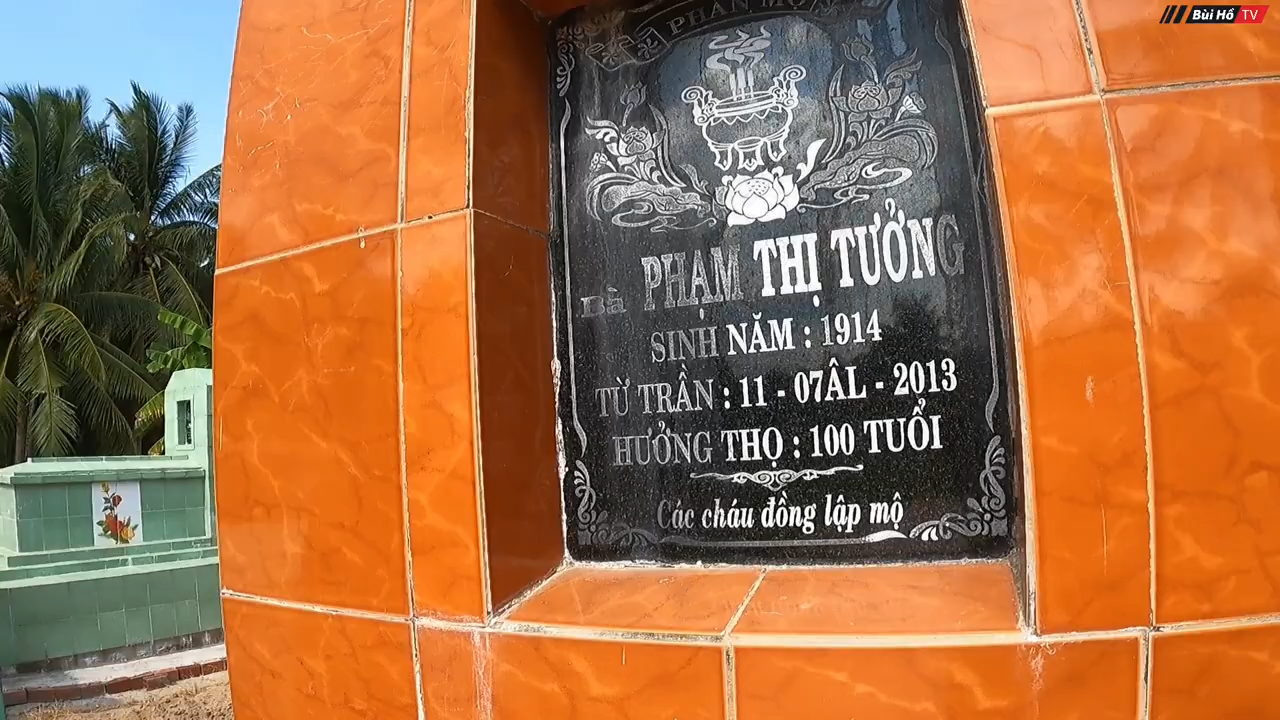 Bùi Hồ TV
PHẦN MỘ
Bà PHẠM THỊ TƯỞNG
SINH NĂM : 1914
TỪ TRẦN : 11 - 07ÂL - 2013
HƯỞNG THỌ : 100 TUỔI
Các cháu đồng lập mộ